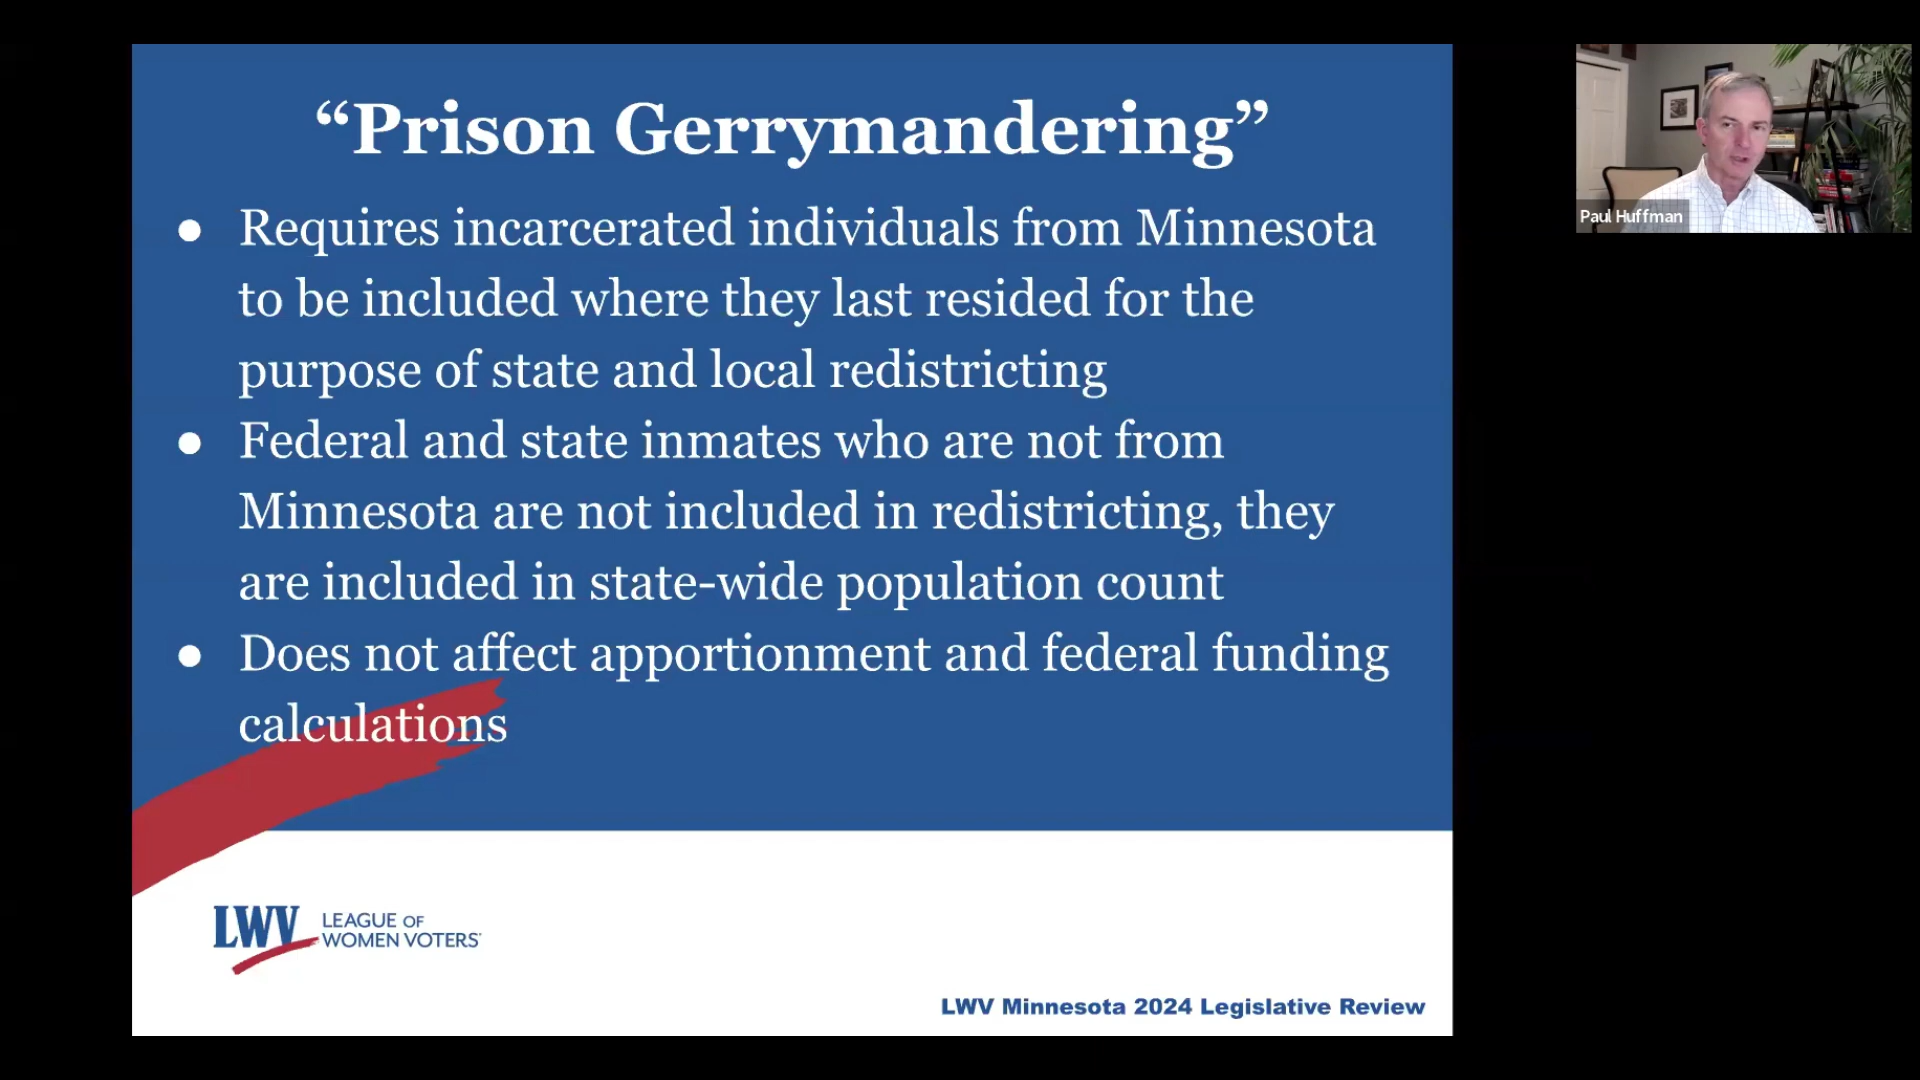 “Prison Gerrymandering”
● Requires incarcerated individuals from Minnesota
to be included where they last resided for the
purpose of state and local redistricting
● Federal and state inmates who are not from
Minnesota are not included in redistricting, they
are included in state-wide population count
● Does not affect apportionment and federal funding
calculations
LWV LEAGUE OF
WOMEN VOTERS
LWV Minnesota 2024 Legislative Review
Paul Huffman